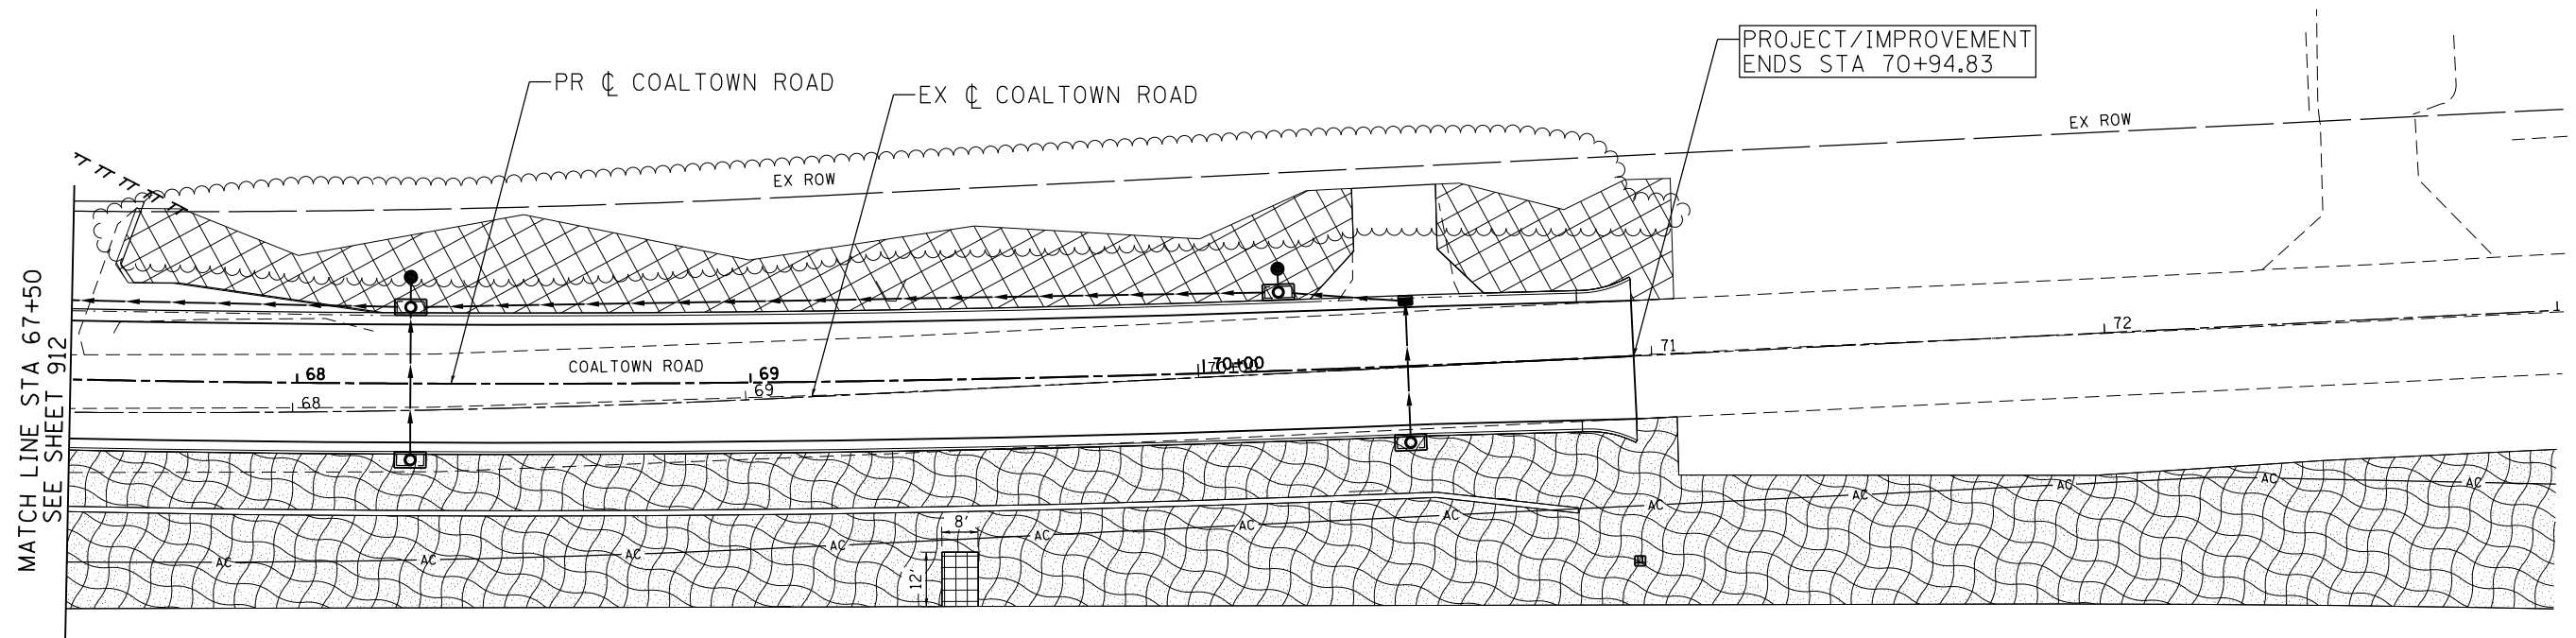 PROJECT/IMPROVEMENT
ENDS STA 70+94.83
PR ℄ COALTOWN ROAD
EX ℄ COALTOWN ROAD
EX ROW
EX ROW
MATCH LINE STA 67+50
SEE SHEET 912
COALTOWN ROAD
68
69
70+00
71
72
68
69
70+00
AC
AC
AC
AC
AC
AC
AC
AC
AC
AC
AC
AC
8'
12'